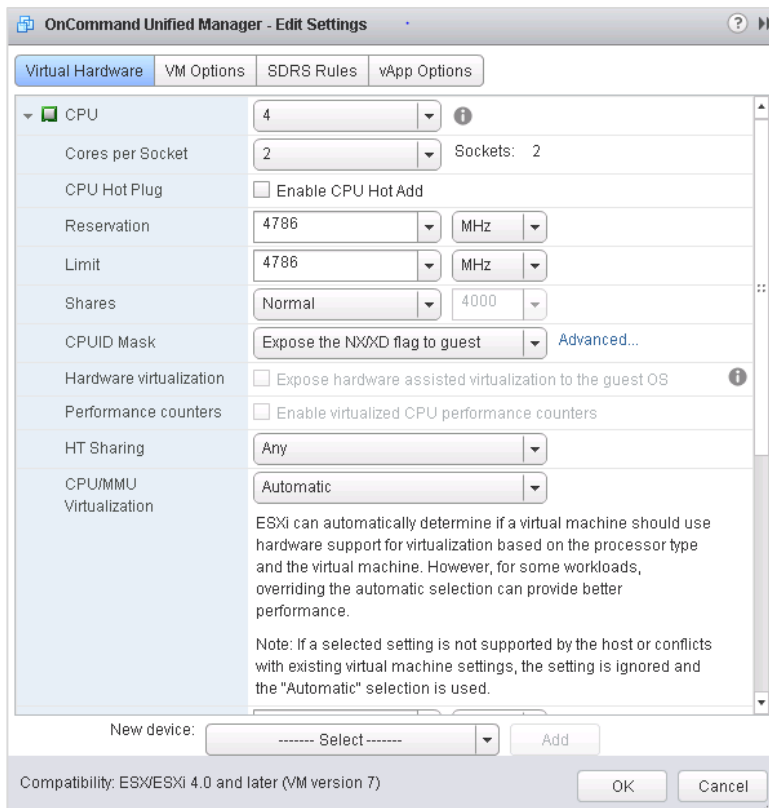 OnCommand Unified Manager - Edit Settings
?
Virtual Hardware VM Options SDRS Rules vApp Options
CPU 4
Cores per Socket 2 Sockets: 2
CPU Hot Plug Enable CPU Hot Add
Reservation 4786 MHz
Limit 4786 MHz
Shares Normal 4000
CPUID Mask Expose the NX/XD flag to guest Advanced...
Hardware virtualization Expose hardware assisted virtualization to the guest OS
Performance counters Enable virtualized CPU performance counters
HT Sharing Any
CPU/MMU Automatic
Virtualization
ESXi can automatically determine if a virtual machine should use
hardware support for virtualization based on the processor type
and the virtual machine. However, for some workloads,
overriding the automatic selection can provide better
performance.
Note: If a selected setting is not supported by the host or conflicts
with existing virtual machine settings, the setting is ignored and
the "Automatic" selection is used.
New device: ------- Select ------- Add
Compatibility: ESX/ESXi 4.0 and later (VM version 7) OK Cancel